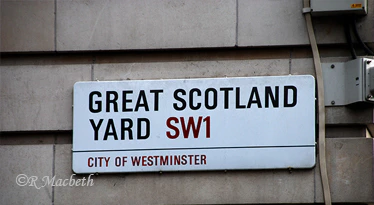 GREAT SCOTLAND
YARD SW1
CITY OF WESTMINSTER
©R Macbeth